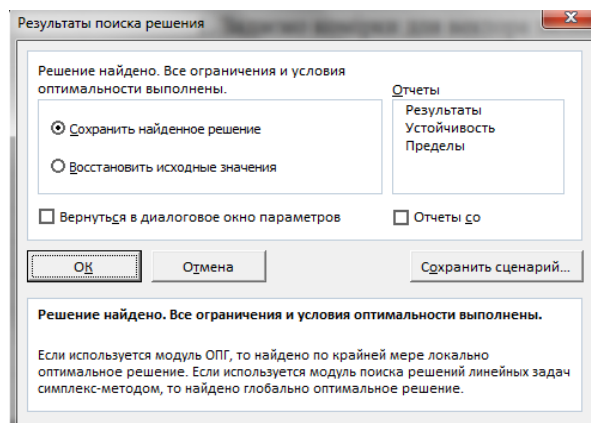 Результаты поиска решения
Решение найдено. Все ограничения и условия
оптимальности выполнены.
Отчеты
Результаты
Устойчивость
Пределы
Сохранить найденное решение
Восстановить исходные значения
Вернуться в диалоговое окно параметров
Отчеты со
ОК
Отмена
Сохранить сценарий...
Решение найдено. Все ограничения и условия оптимальности выполнены.
Если используется модуль ОПГ, то найдено по крайней мере локально
оптимальное решение. Если используется модуль поиска решений линейных задач
симплекс-методом, то найдено глобально оптимальное решение.